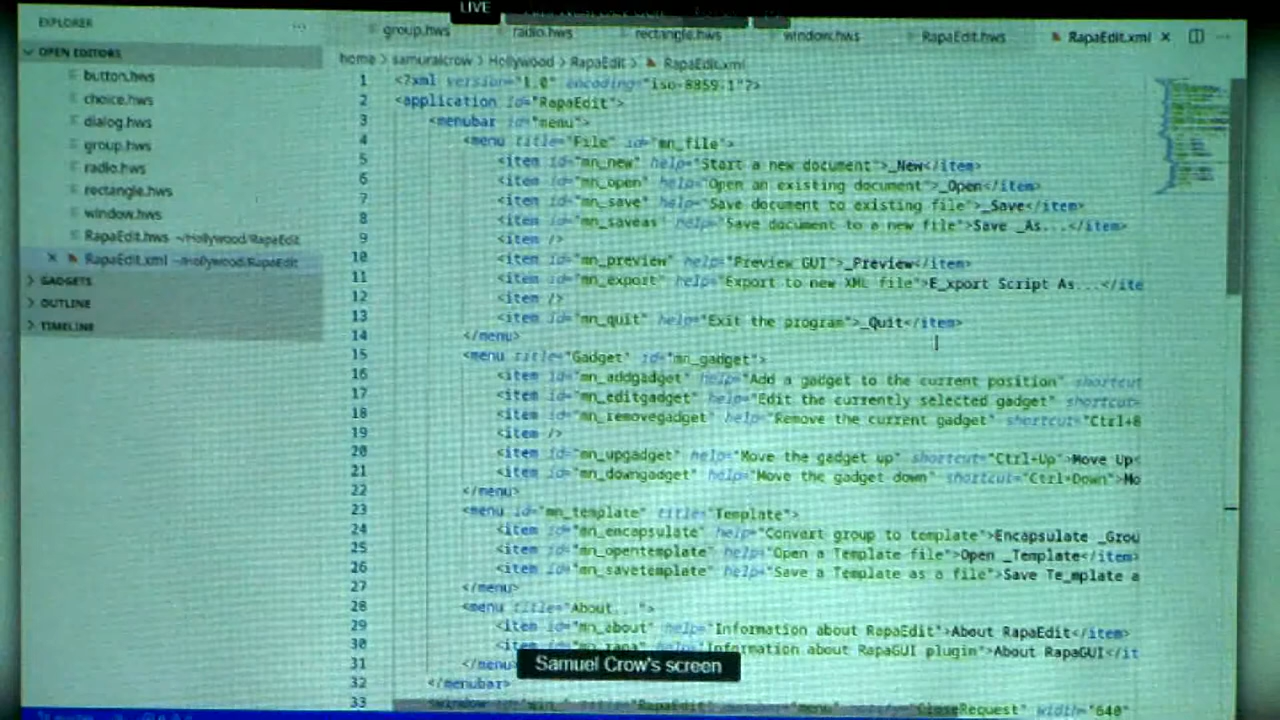 LIVE
EXPLORER
group.hws radio.hws rectangle.hws window.hws RapaEdit.hws RapaEdit.xml
OPEN EDITORS
button.hws
choice.hws
dialog.hws
group.hws
radio.hws
rectangle.hws
window.hws
RapaEdit.hws ~/Hollywood/RapaEdit
RapaEdit.xml ~/Hollywood/RapaEdit
GADGETS
OUTLINE
TIMELINE
home > samuralcrow > Hollywood > RapaEdit > RapaEdit.xml
1 <?xml version="1.0" encoding="iso-8859-1"?>
2 <application id="RapaEdit">
3 <menubar id="menu">
4 <menu title="File" id="mn_file">
5 <item id="mn_new" help="Start a new document">_New</item>
6 <item id="mn_open" help="Open an existing document">_Open</item>
7 <item id="mn_save" help="Save document to existing file">_Save</item>
8 <item id="mn_saveas" help="Save document to a new file">Save _As...</item>
9 <item />
10 <item id="mn_preview" help="Preview GUI">_Preview</item>
11 <item id="mn_export" help="Export to new XML file">E_xport Script As...</ite
12 <item />
13 <item id="mn_quit" help="Exit the program">_Quit</item>
14 </menu>
15 <menu title="Gadget" id="mn_gadget">
16 <item id="mn_addgadget" help="Add a gadget to the current position" shortcut
17 <item id="mn_editgadget" help="Edit the currently selected gadget" shortcut=
18 <item id="mn_removegadget" help="Remove the current gadget" shortcut="Ctrl+R
19 <item />
20 <item id="mn_upgadget" help="Move the gadget up" shortcut="Ctrl+Up">Move Up<
21 <item id="mn_downgadget" help="Move the gadget down" shortcut="Ctrl+Down">Mo
22 </menu>
23 <menu id="mn_template" title="Template">
24 <item id="mn_encapsulate" help="Convert group to template">Encapsulate _Grou
25 <item id="mn_opentemplate" help="Open a Template file">Open _Template</item>
26 <item id="mn_savetemplate" help="Save a Template as a file">Save Te_mplate a
27 </menu>
28 <menu title="About...">
29 <item id="mn_about" help="Information about RapaEdit">About RapaEdit</item>
30 <item id="mn_rapa" help="Information about RapaGUI plugin">About RapaGUI</it
31 </menu>
32 </menubar>
33 <window "RapaEdit" "menu" "CloseRequest" width="640"
Samuel Crow's screen